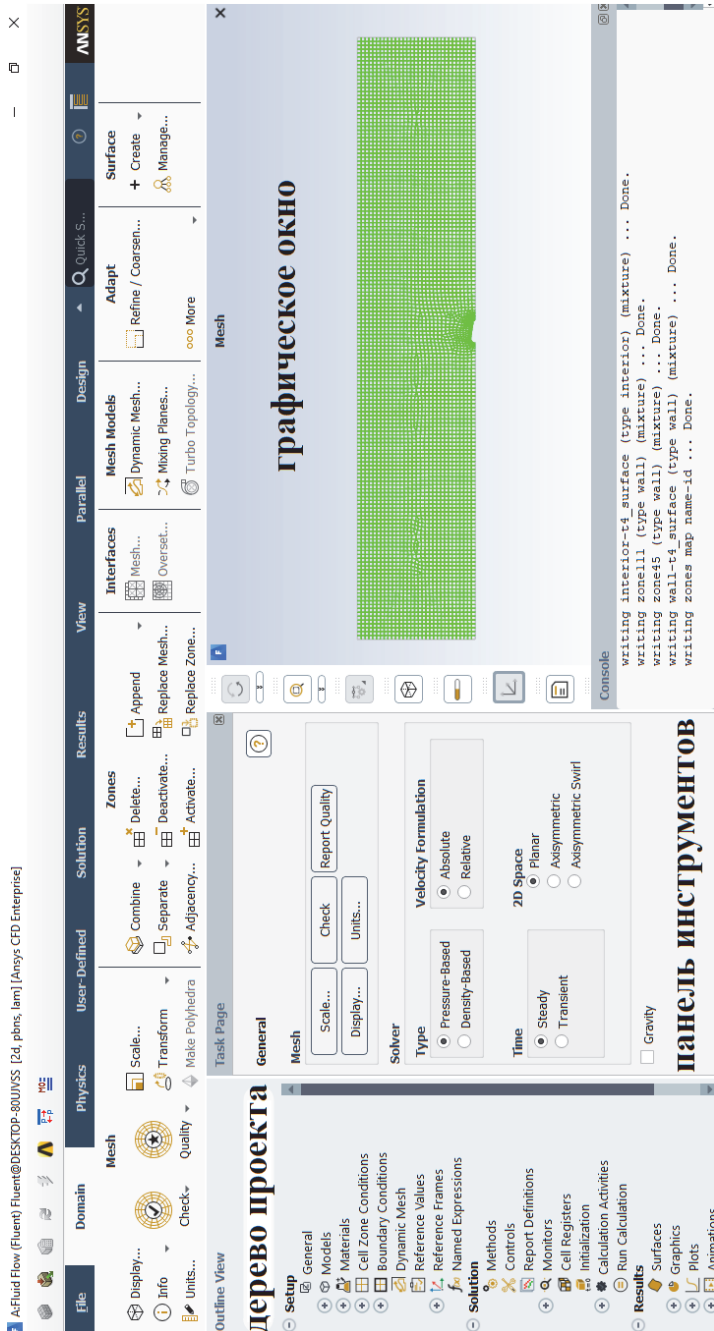 A:Fluid Flow (Fluent) Fluent@DESKTOP-80UJVSS [2d, pbns, lam] [Ansys CFD Enterprise]
File Domain Physics User-Defined Solution Results View Parallel Design Quick S... ANSYS
Mesh Zones Interfaces Mesh Models Adapt Surface
Display... Scale... Combine Delete... Append Mesh... Dynamic Mesh... Refine / Coarsen... Create
Info Transform Separate Deactivate... Replace Mesh... Overset... Mixing Planes... Manage...
Units... Check Quality Make Polyhedra Adjacency... Activate... Replace Zone... Turbo Topology... More
Outline View
дерево проекта
Setup
General
Models
Materials
Cell Zone Conditions
Boundary Conditions
Dynamic Mesh
Reference Values
Reference Frames
Named Expressions
Solution
Methods
Controls
Report Definitions
Monitors
Cell Registers
Initialization
Calculation Activities
Run Calculation
Results
Surfaces
Graphics
Plots
Animations
Task Page
General
Mesh
Scale... Check Report Quality
Display... Units...
Solver
Type Velocity Formulation
Pressure-Based Absolute
Density-Based Relative
Time 2D Space
Steady Planar
Transient Axisymmetric
Axisymmetric Swirl
Gravity
панель инструментов
Mesh
графическое окно
Console
writing interior-t4_surface (type interior) (mixture) ... Done.
writing zone111 (type wall) (mixture) ... Done.
writing zone45 (type wall) (mixture) ... Done.
writing wall-t4_surface (type wall) (mixture) ... Done.
writing zones map name-id ... Done.